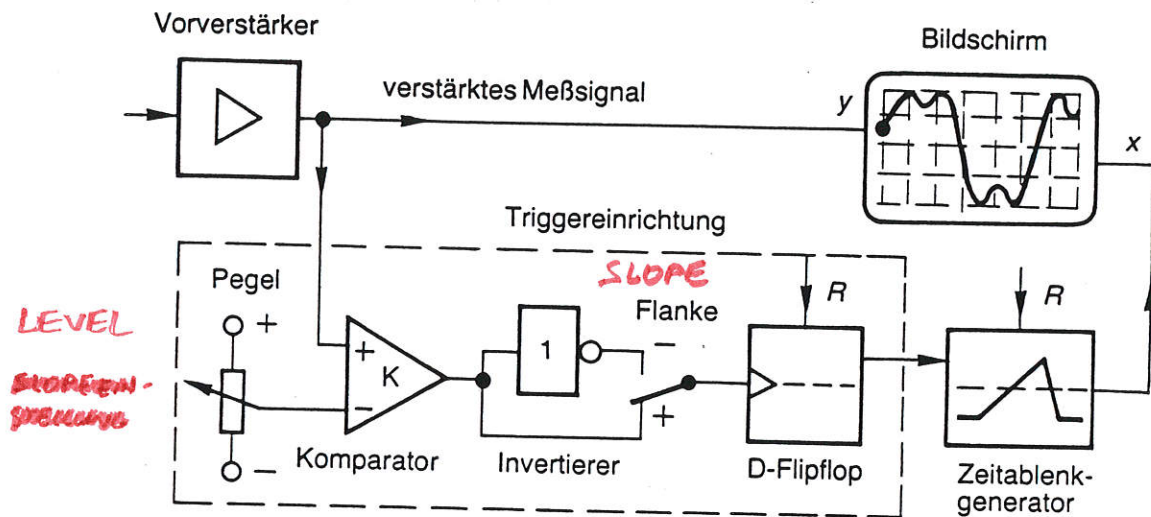 Vorverstärker
Bildschirm
verstärktes Meßsignal
y
x
Triggereinrichtung
SLOPE
Pegel
R
R
Flanke
LEVEL
+
+
1
−
K
−
+
−
Komparator
Invertierer
D-Flipflop
Zeitablenk-
generator